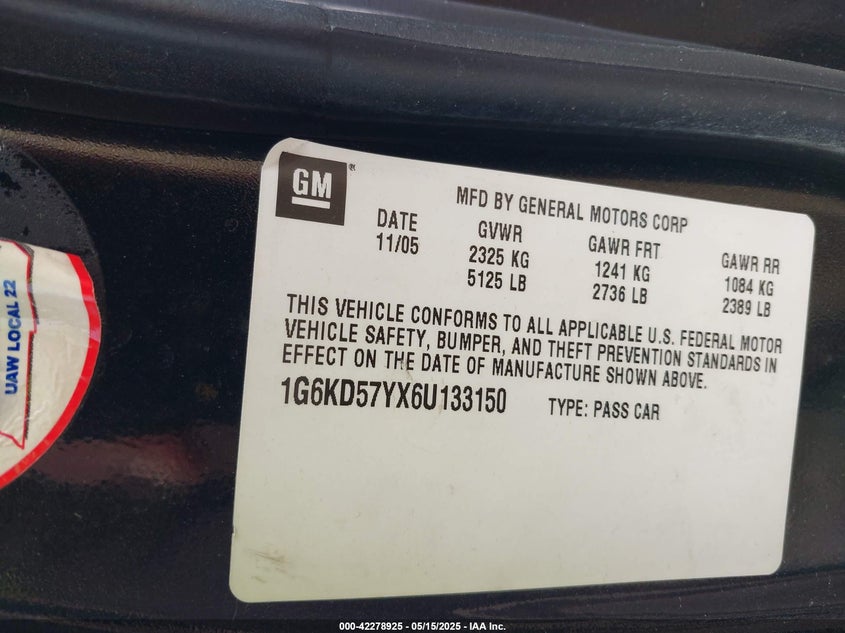 GM
MFD BY GENERAL MOTORS CORP
DATE GVWR GAWR FRT GAWR RR
11/05 2325 KG 1241 KG 1084 KG
5125 LB 2736 LB 2389 LB
THIS VEHICLE CONFORMS TO ALL APPLICABLE U.S. FEDERAL MOTOR
VEHICLE SAFETY, BUMPER, AND THEFT PREVENTION STANDARDS IN
EFFECT ON THE DATE OF MANUFACTURE SHOWN ABOVE.
1G6KD57YX6U133150 TYPE: PASS CAR
UAW LOCAL 22
000-42278925 - 05/15/2025 - IAA Inc.